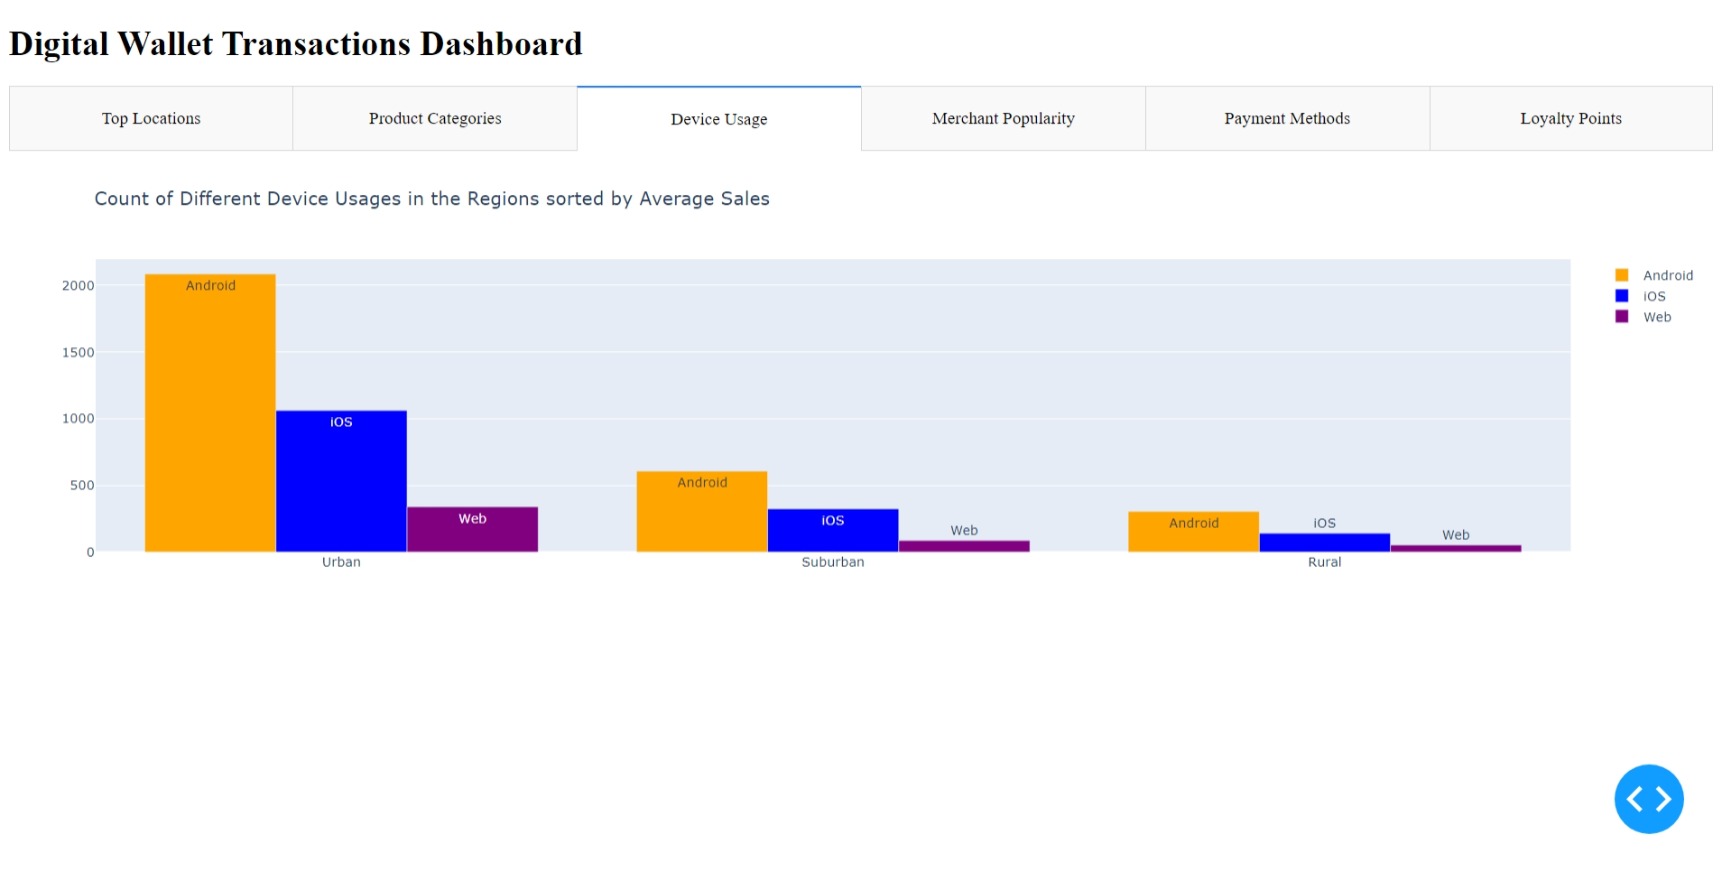 Digital Wallet Transactions Dashboard
Top Locations
Product Categories
Device Usage
Merchant Popularity
Payment Methods
Loyalty Points
Count of Different Device Usages in the Regions sorted by Average Sales
2000
1500
1000
500
0
Android
iOS
Web
Android
iOS
Web
Android
iOS
Web
Urban
Suburban
Rural
Android
iOS
Web